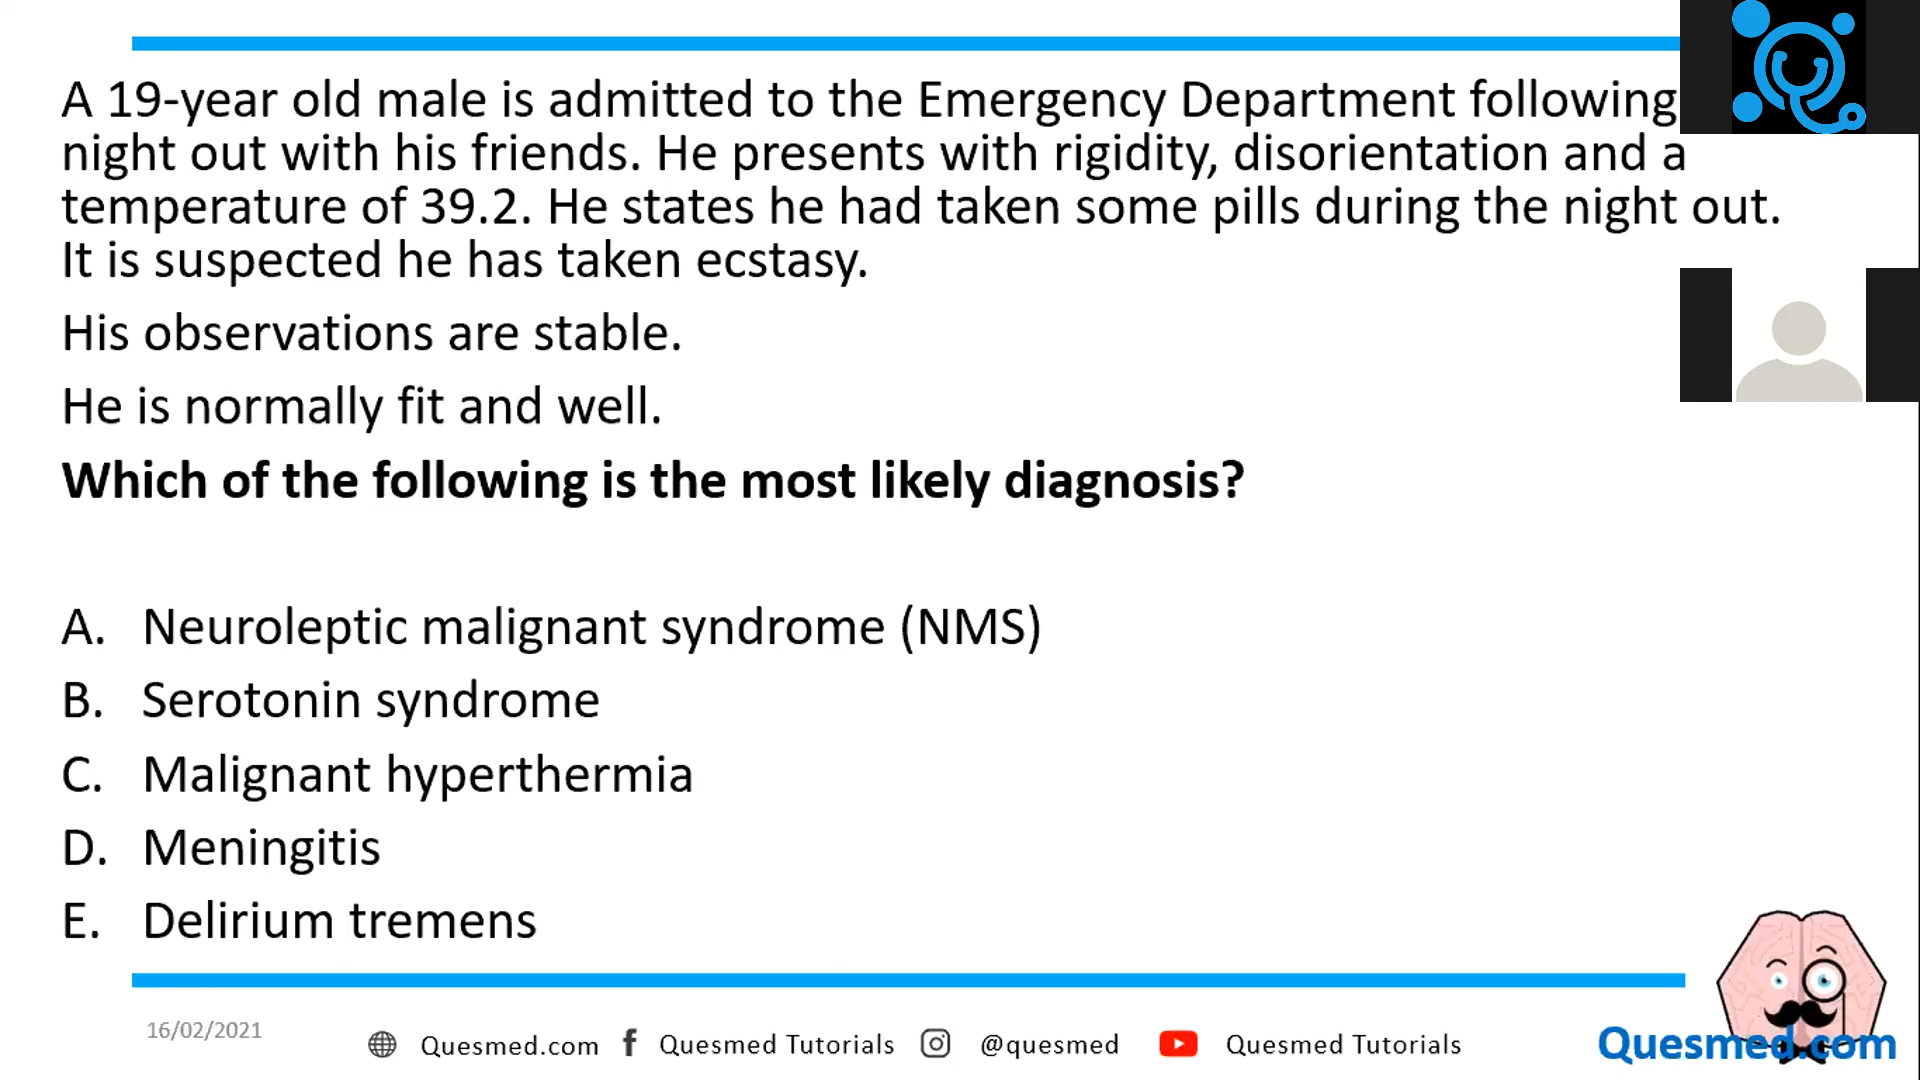 A 19-year old male is admitted to the Emergency Department following
night out with his friends. He presents with rigidity, disorientation and a
temperature of 39.2. He states he had taken some pills during the night out.
It is suspected he has taken ecstasy.
His observations are stable.
He is normally fit and well.
Which of the following is the most likely diagnosis?
A. Neuroleptic malignant syndrome (NMS)
B. Serotonin syndrome
C. Malignant hyperthermia
D. Meningitis
E. Delirium tremens
16/02/2021 Quesmed.com Quesmed Tutorials @quesmed Quesmed Tutorials Quesmed.com